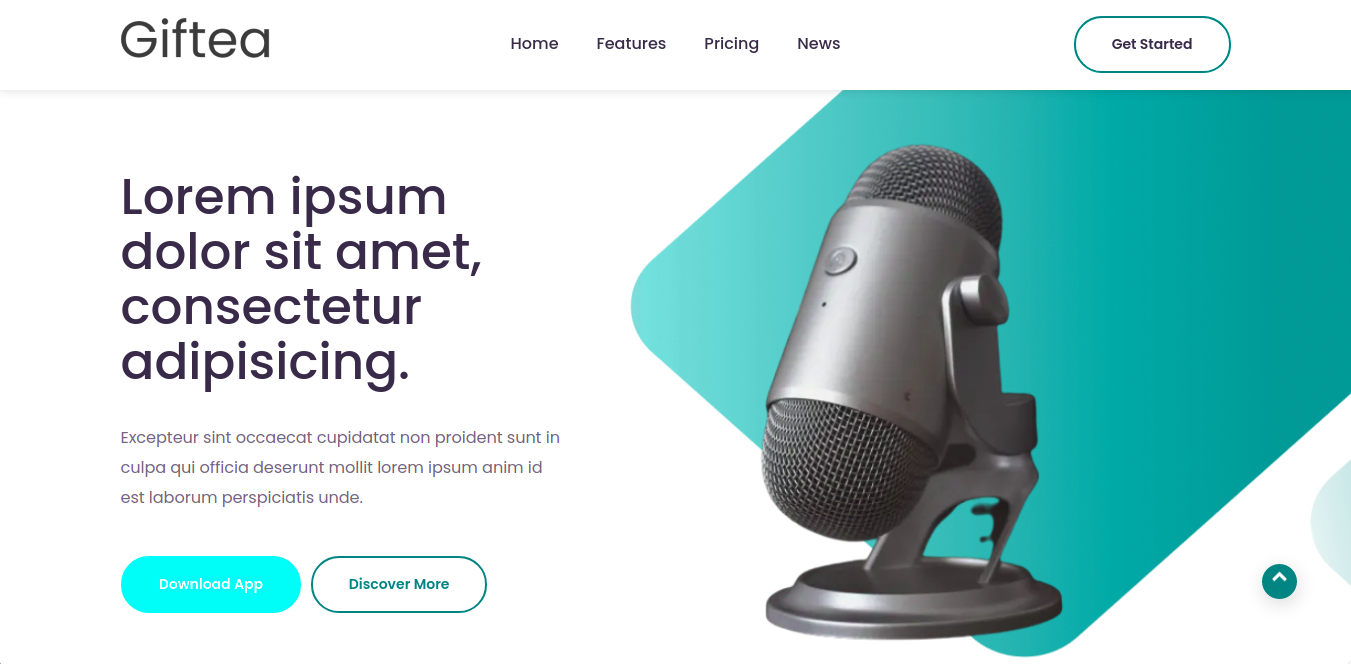 Giftea
Home
Features
Pricing
News
Get Started
Lorem ipsum
dolor sit amet,
consectetur
adipisicing.
Excepteur sint occaecat cupidatat non proident sunt in
culpa qui officia deserunt mollit lorem ipsum anim id
est laborum perspiciatis unde.
Download App
Discover More